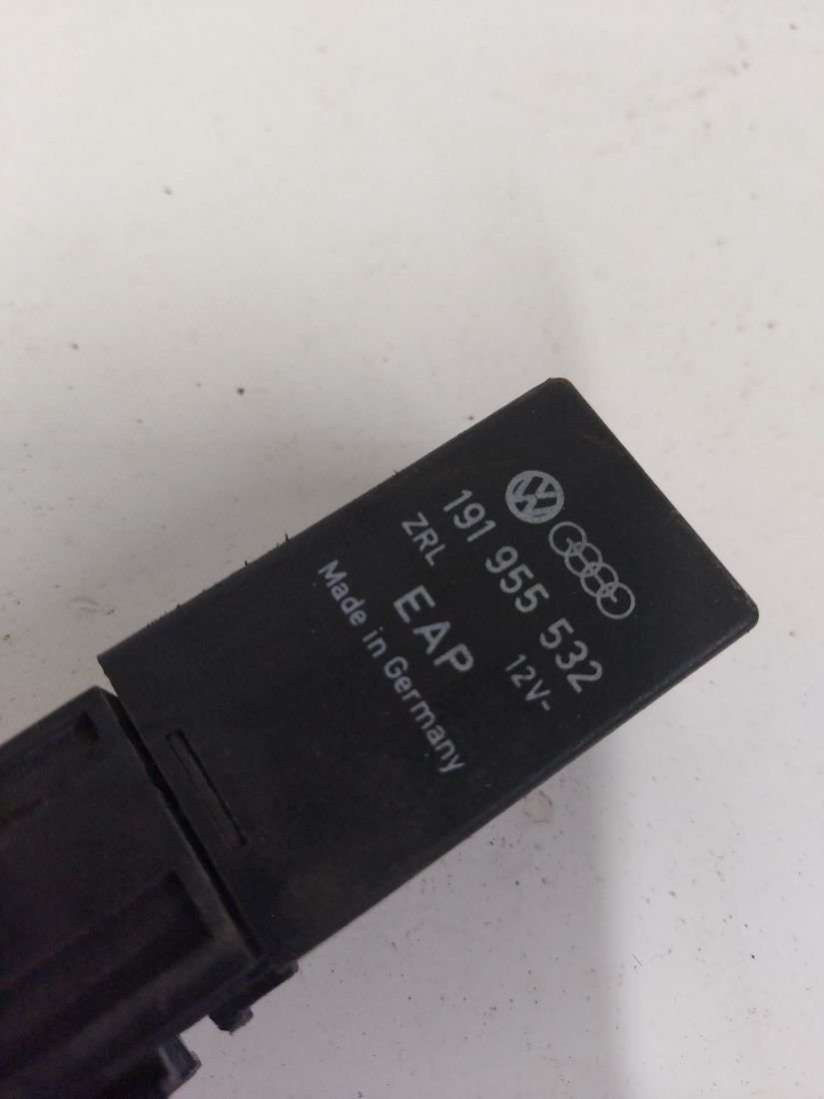 191 955 532
ZRL 12V-
EAP
Made in Germany